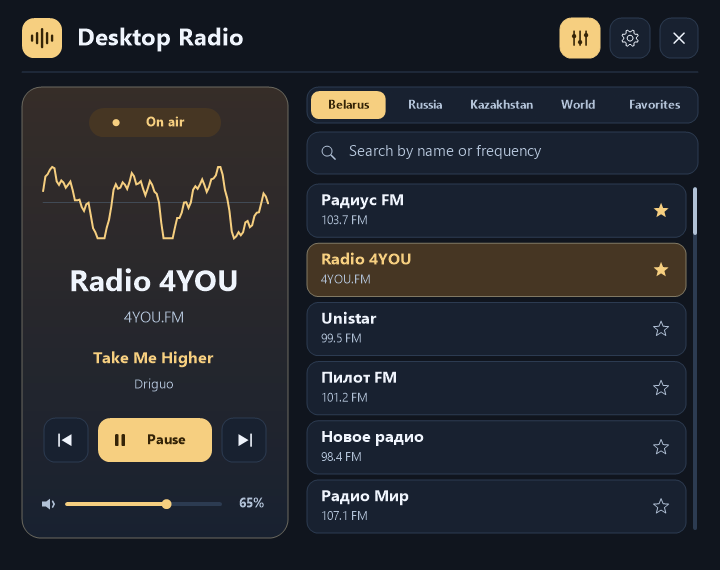 Desktop Radio
On air
Radio 4YOU
4YOU.FM
Take Me Higher
Driguo
Pause
65%
Belarus Russia Kazakhstan World Favorites
Search by name or frequency
Радиус FM
103.7 FM
Radio 4YOU
4YOU.FM
Unistar
99.5 FM
Пилот FM
101.2 FM
Новое радио
98.4 FM
Радио Мир
107.1 FM